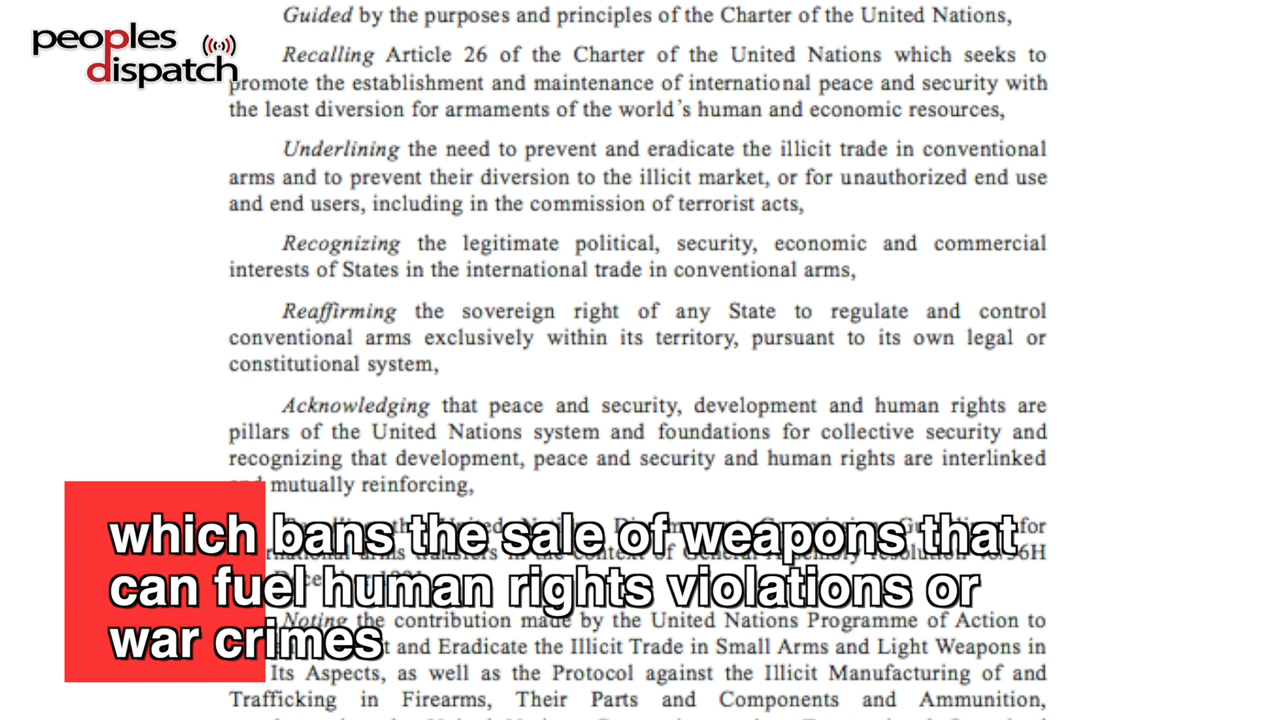 peoples
dispatch
Guided by the purposes and principles of the Charter of the United Nations,
Recalling Article 26 of the Charter of the United Nations which seeks to
promote the establishment and maintenance of international peace and security with
the least diversion for armaments of the world's human and economic resources,
Underlining the need to prevent and eradicate the illicit trade in conventional
arms and to prevent their diversion to the illicit market, or for unauthorized end use
and end users, including in the commission of terrorist acts,
Recognizing the legitimate political, security, economic and commercial
interests of States in the international trade in conventional arms,
Reaffirming the sovereign right of any State to regulate and control
conventional arms exclusively within its territory, pursuant to its own legal or
constitutional system,
Acknowledging that peace and security, development and human rights are
pillars of the United Nations system and foundations for collective security and
recognizing that development, peace and security and human rights are interlinked
mutually reinforcing,
which bans the sale of weapons that
can fuel human rights violations or
war crimes
for
Noting the contribution made by the United Nations Programme of Action to
and Eradicate the Illicit Trade in Small Arms and Light Weapons in
Its Aspects, as well as the Protocol against the Illicit Manufacturing of and
Trafficking in Firearms, Their Parts and Components and Ammunition,